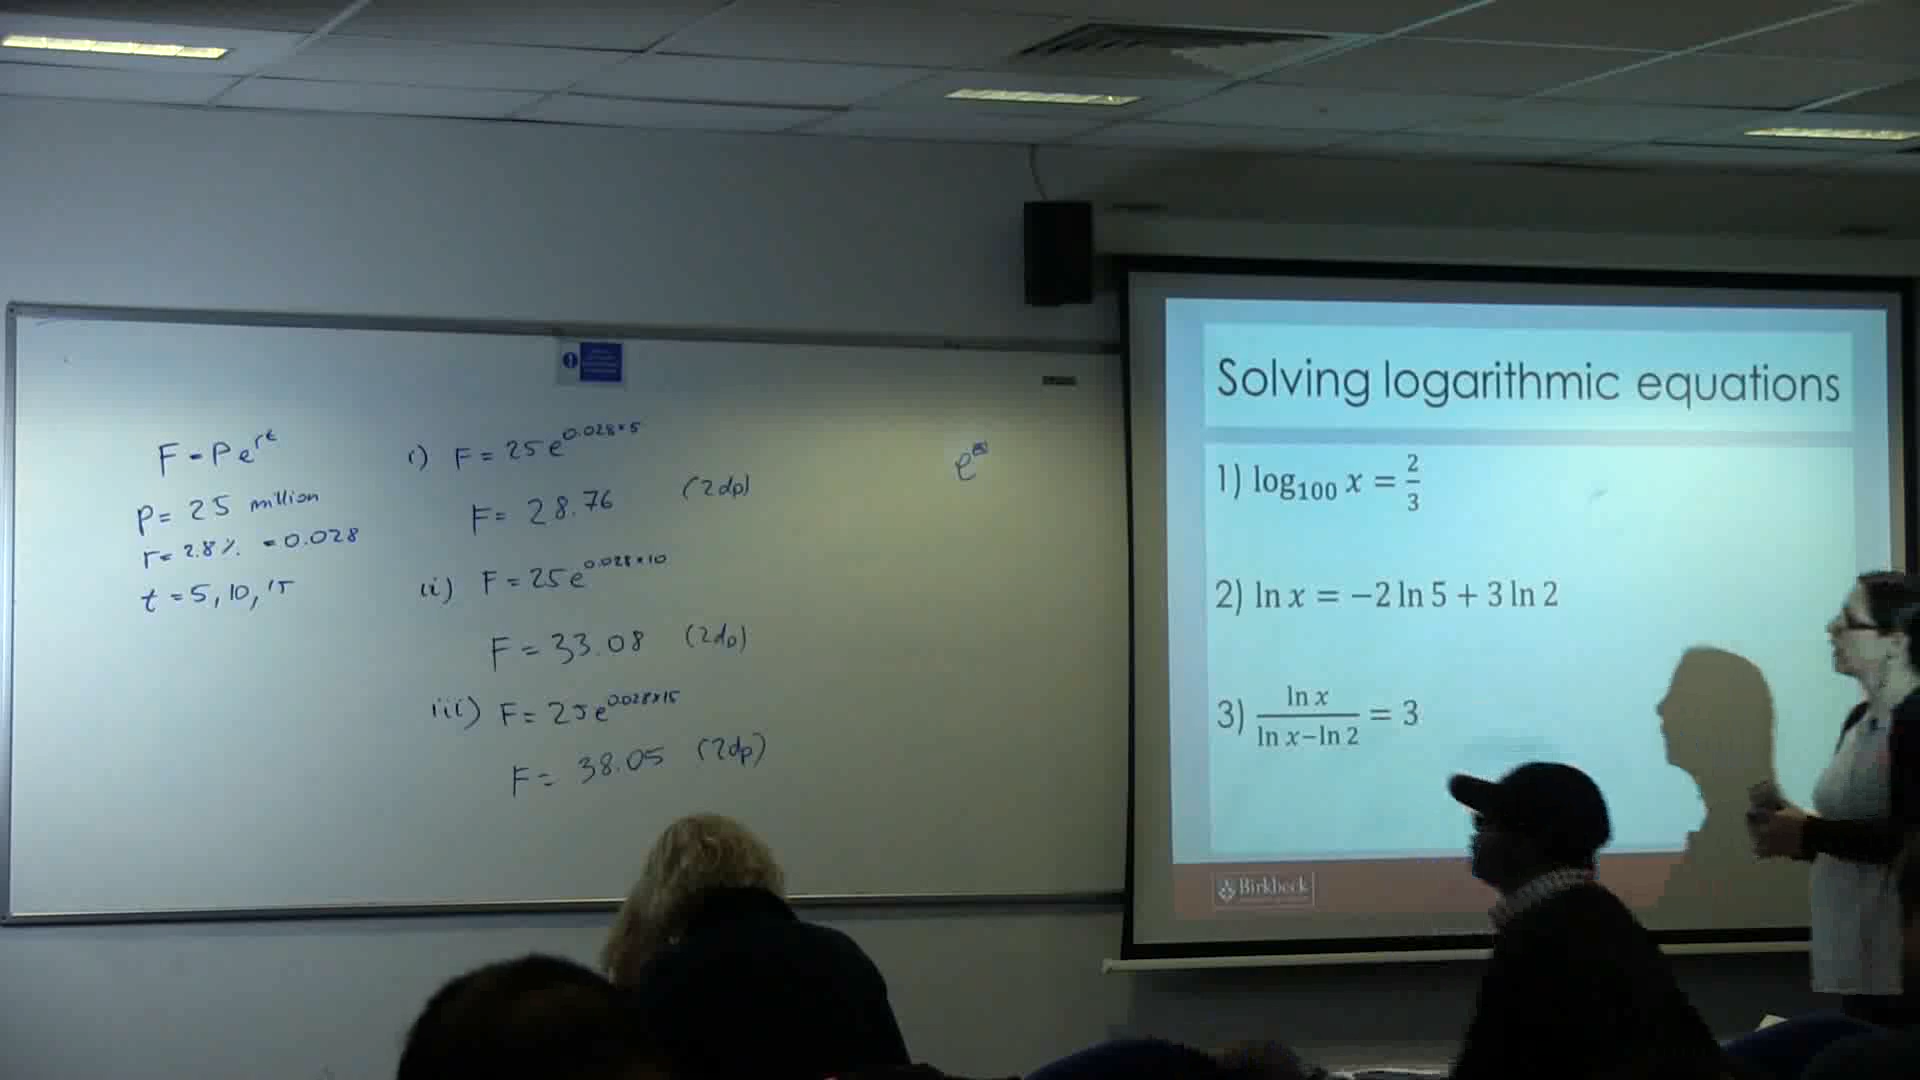 F = Pe^rt
P = 25 million
r = 2.8% = 0.028
t = 5, 10, 15
i) F = 25e^0.028×5
F = 28.76 (2dp)
ii) F = 25e^0.028×10
F = 33.08 (2dp)
iii) F = 25e^0.028×15
F = 38.05 (2dp)
e
Solving logarithmic equations
1) log₁₀₀ x = 2/3
2) ln x = −2 ln 5 + 3 ln 2
3) ln x / ln x−ln 2 = 3
Birkbeck